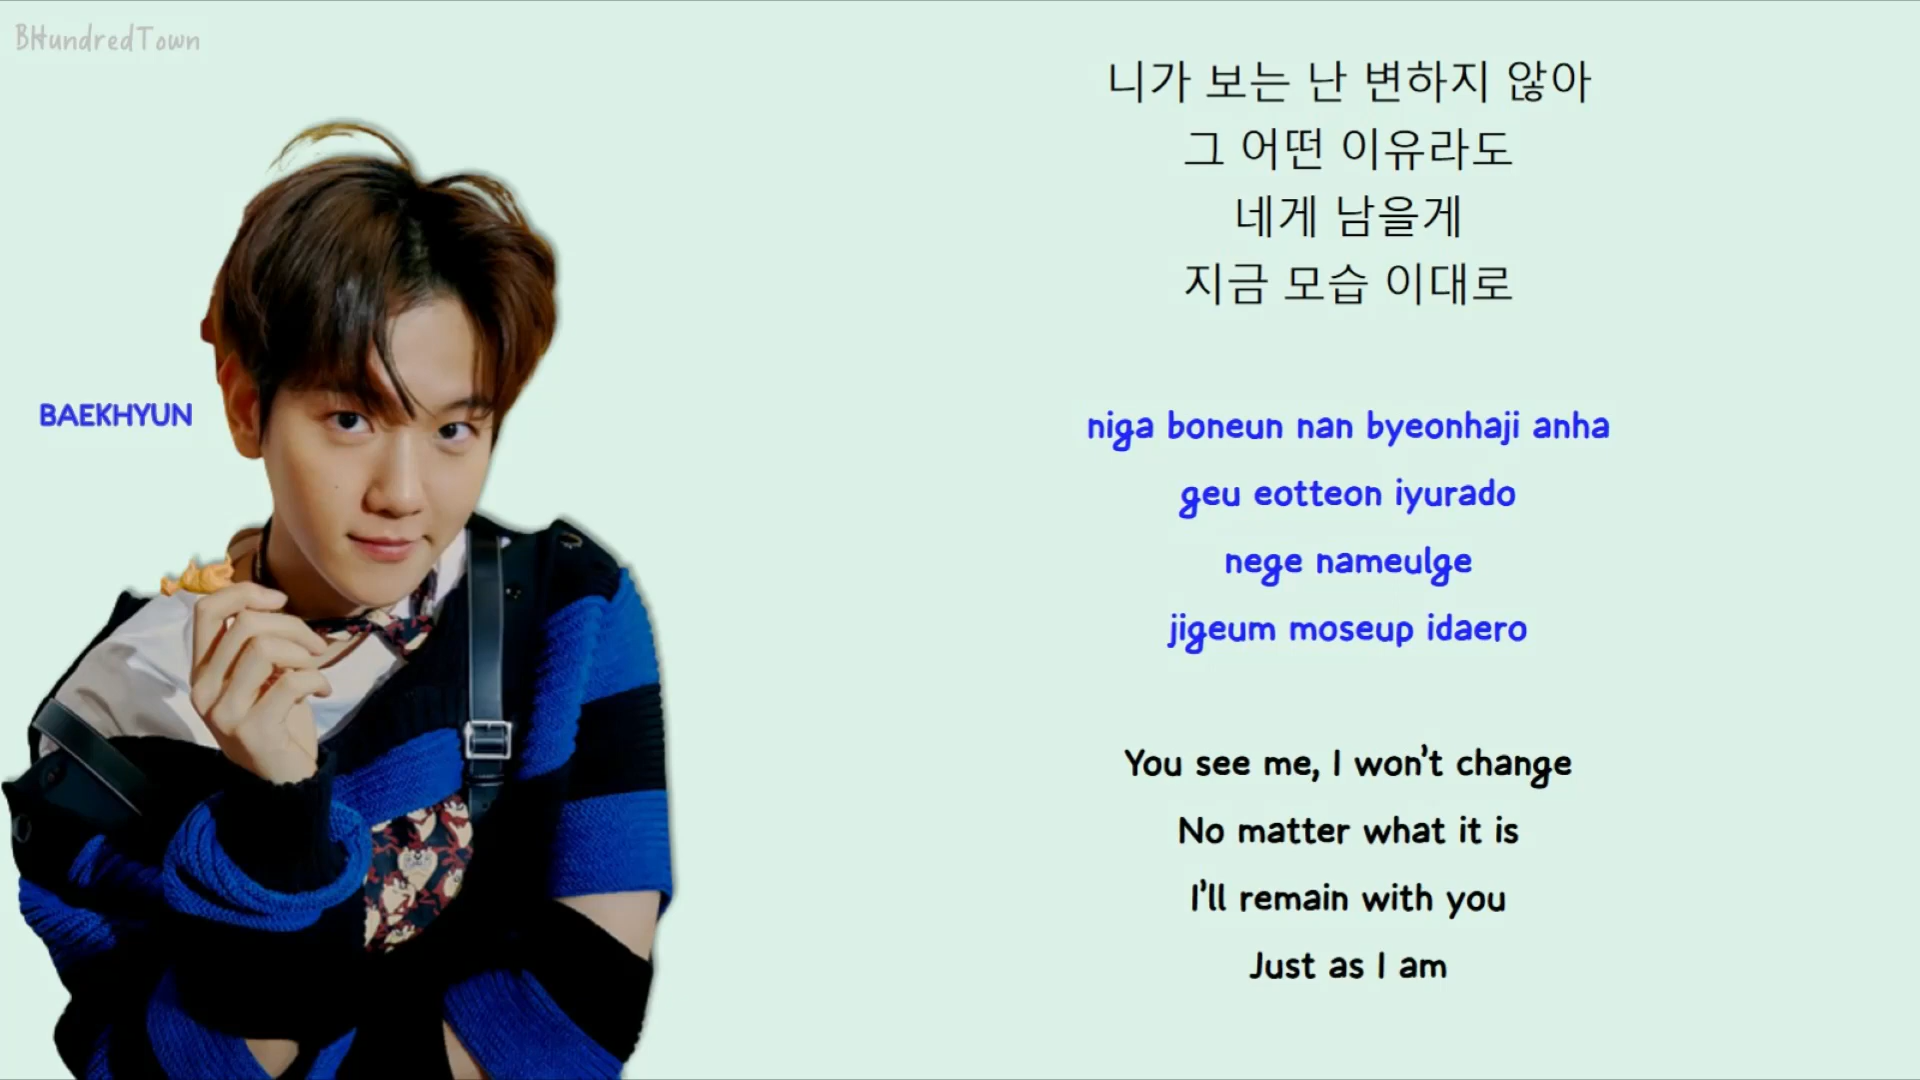 BHundredTown
BAEKHYUN
니가 보는 난 변하지 않아
그 어떤 이유라도
네게 남을게
지금 모습 이대로
niga boneun nan byeonhaji anha
geu eotteon iyurado
nege nameulge
jigeum moseup idaero
You see me, I won't change
No matter what it is
I'll remain with you
Just as I am